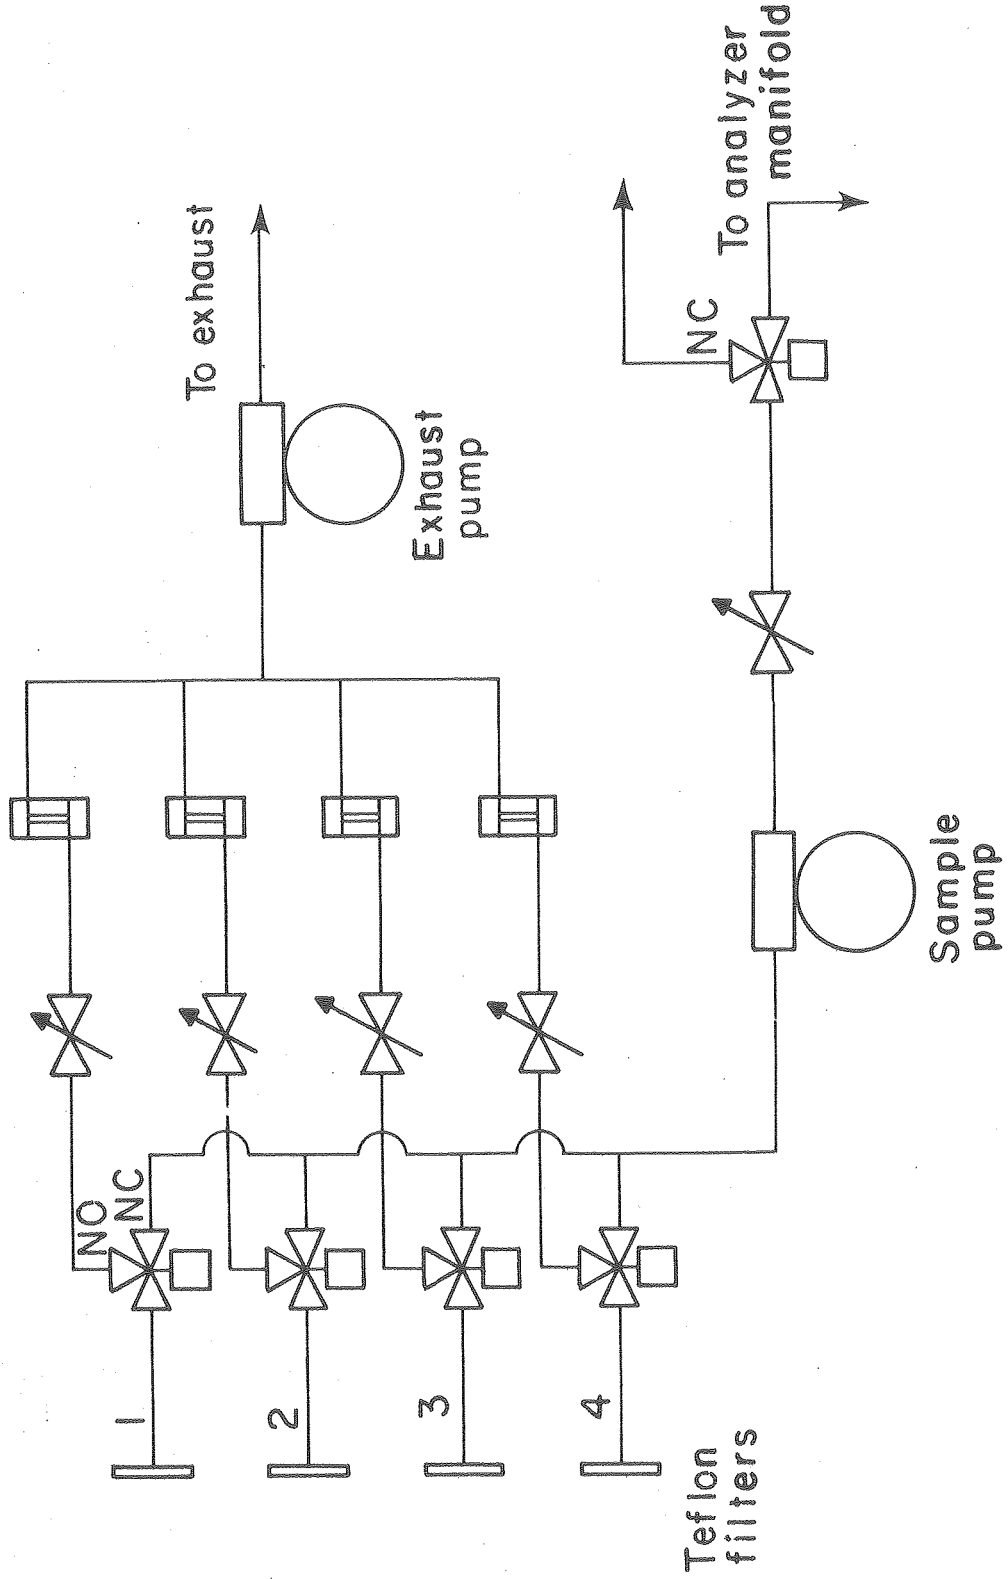 To exhaust
Exhaust
pump
NO
NC
1
2
3
4
Teflon
filters
Sample
pump
NC
To analyzer
manifold